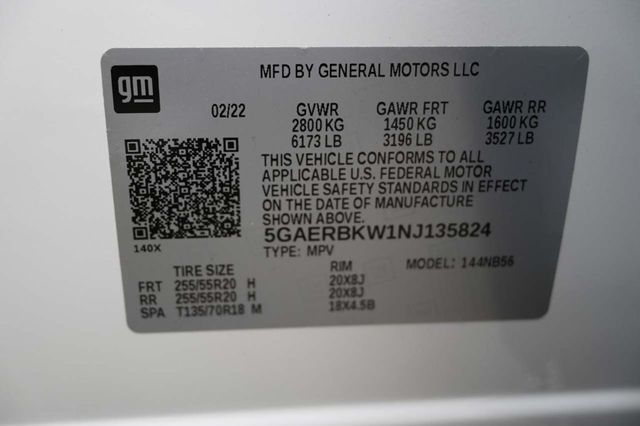 gm
MFD BY GENERAL MOTORS LLC
02/22 GVWR GAWR FRT GAWR RR
2800 KG 1450 KG 1600 KG
6173 LB 3196 LB 3527 LB
THIS VEHICLE CONFORMS TO ALL
APPLICABLE U.S. FEDERAL MOTOR
VEHICLE SAFETY STANDARDS IN EFFECT
ON THE DATE OF MANUFACTURE
SHOWN ABOVE.
5GAERBKW1NJ135824
140X
TYPE: MPV MODEL: 144NB56
TIRE SIZE RIM
FRT 255/55R20 H 20X8J
RR 255/55R20 H 20X8J
SPA T135/70R18 M 18X4.5B